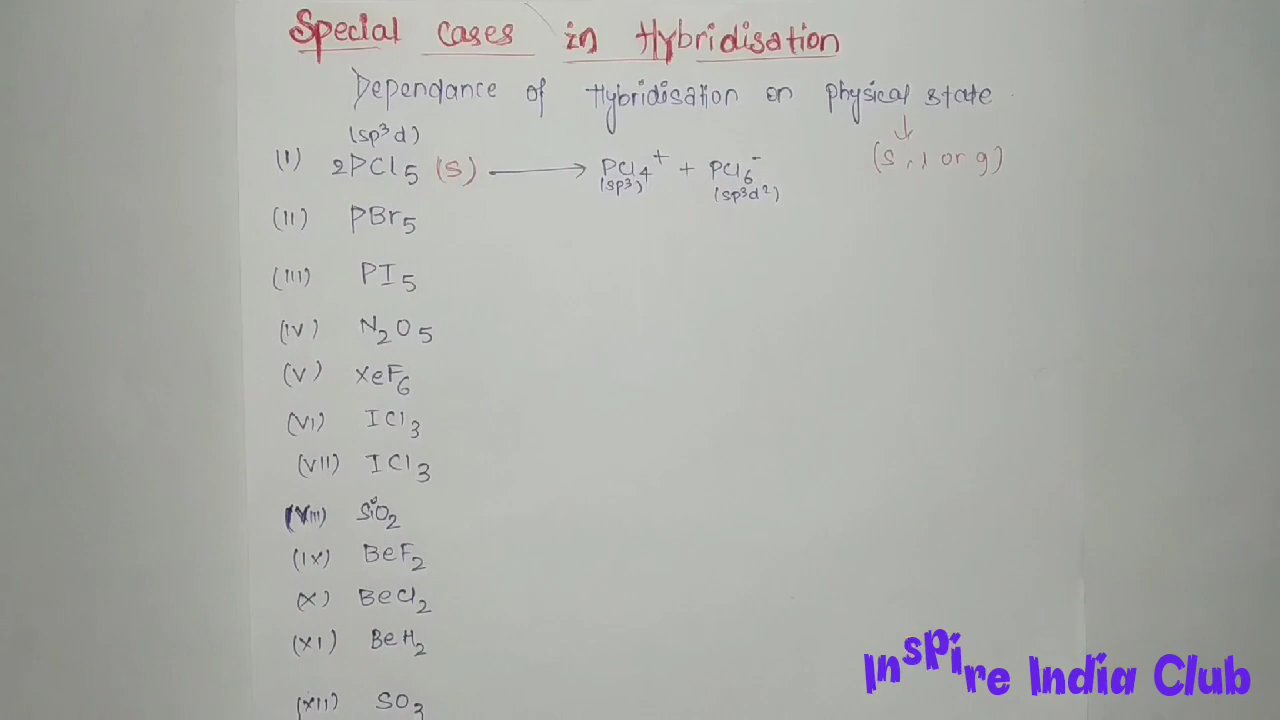 Special cases in Hybridisation
Dependance of Hybridisation on physical state
(s, l or g)
(sp³d)
(I) 2PCl₅ (s) ⟶ PCl₄⁺ + PCl₆⁻
(sp³) (sp³d²)
(II) PBr₅
(III) PI₅
(IV) N₂O₅
(V) XeF₆
(VI) ICl₃
(VII) ICl₃
(VIII) SiO₂
(IX) BeF₂
(X) BeCl₂
(XI) BeH₂
(XII) SO₃
Inspire India Club